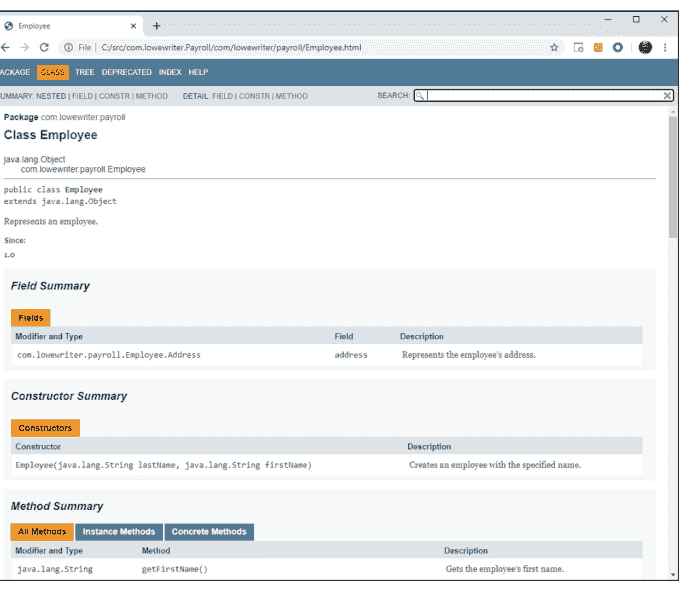 Employee
File | C:/src/com.lowewriter.Payroll/com/lowewriter/payroll/Employee.html
ACKAGE CLASS TREE DEPRECATED INDEX HELP
UMMARY: NESTED | FIELD | CONSTR | METHOD DETAIL: FIELD | CONSTR | METHOD SEARCH:
Package com.lowewriter.payroll
Class Employee
java.lang.Object
com.lowewriter.payroll.Employee
public class Employee
extends java.lang.Object
Represents an employee.
Since:
1.0
Field Summary
Fields
Modifier and Type Field Description
com.lowewriter.payroll.Employee.Address address Represents the employee's address.
Constructor Summary
Constructors
Constructor Description
Employee(java.lang.String lastName, java.lang.String firstName) Creates an employee with the specified name.
Method Summary
All Methods Instance Methods Concrete Methods
Modifier and Type Method Description
java.lang.String getFirstName() Gets the employee's first name.